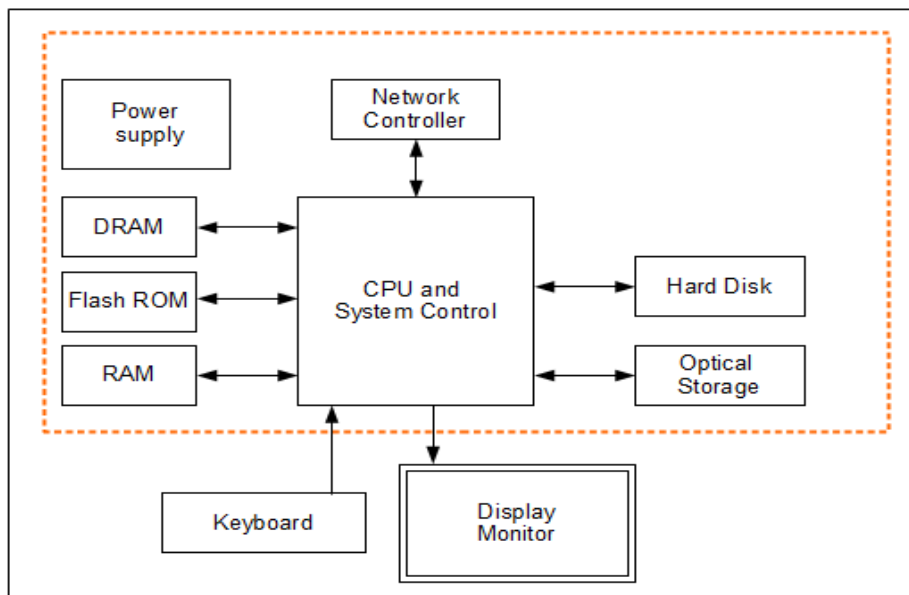 Power
supply
Network
Controller
DRAM
Flash ROM
RAM
CPU and
System Control
Hard Disk
Optical
Storage
Keyboard
Display
Monitor